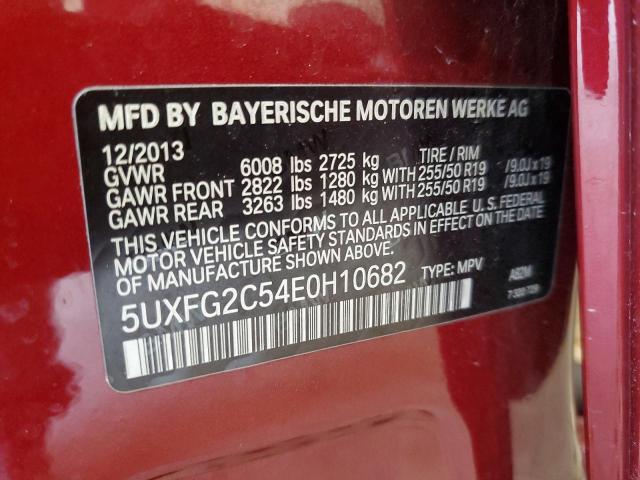 MFD BY BAYERISCHE MOTOREN WERKE AG
12/2013 TIRE / RIM
GVWR 6008 lbs 2725 kg
GAWR FRONT 2822 lbs 1280 kg WITH 255/50 R19 /9.0J x 19
GAWR REAR 3263 lbs 1480 kg WITH 255/50 R19 /9.0J x 19
THIS VEHICLE CONFORMS TO ALL APPLICABLE U.S. FEDERAL
MOTOR VEHICLE SAFETY STANDARDS IN EFFECT ON THE DATE
OF MANUFACTURE SHOWN ABOVE.
5UXFG2C54E0H10682 TYPE: MPV